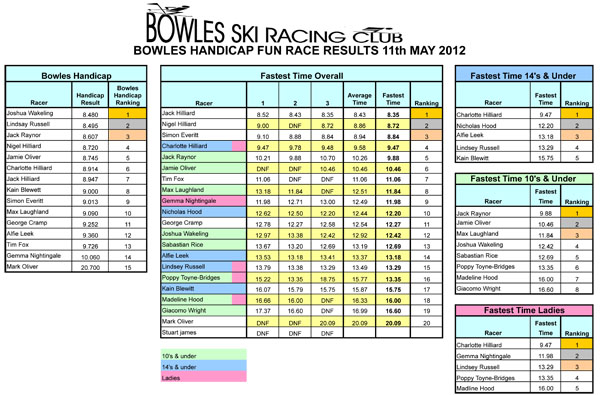 BOWLES SKI RACING CLUB
BOWLES HANDICAP FUN RACE RESULTS 11th MAY 2012
Bowles Handicap
Racer Handicap Result Bowles Handicap Ranking
Joshua Wakeling 8.480 1
Lindsay Russell 8.495 2
Jack Raynor 8.607 3
Nigel Hilliard 8.720 4
Jamie Oliver 8.745 5
Charlotte Hilliard 8.914 6
Jack Hilliard 8.947 7
Kain Blewett 9.000 8
Simon Everitt 9.013 9
Max Laughland 9.090 10
George Cramp 9.252 11
Alfie Leek 9.360 12
Tim Fox 9.726 13
Gemma Nightingale 10.060 14
Mark Oliver 20.700 15
Fastest Time Overall
Racer 1 2 3 Average Time Fastest Time Ranking
Jack Hilliard 8.52 8.43 8.35 8.43 8.35 1
Nigel Hilliard 9.00 DNF 8.72 8.86 8.72 2
Simon Everitt 9.10 8.88 8.84 8.94 8.84 3
Charlotte Hilliard 9.47 9.78 9.48 9.58 9.47 4
Jack Raynor 10.21 9.88 10.70 10.26 9.88 5
Jamie Oliver DNF DNF 10.46 10.46 10.46 6
Tim Fox 11.06 DNF DNF 11.06 11.06 7
Max Laughland 13.18 11.84 DNF 12.51 11.84 8
Gemma Nightingale 11.98 12.71 13.00 12.49 11.98 9
Nicholas Hood 12.62 12.50 12.20 12.44 12.20 10
George Cramp 12.78 12.27 12.58 12.54 12.27 11
Joshua Wakeling 12.97 12.42 13.38 12.92 12.42 12
Sabastian Rice 13.67 13.20 12.69 13.19 12.69 13
Alfie Leek 13.53 13.18 13.41 13.37 13.18 14
Lindsey Russell 13.79 13.38 13.29 13.49 13.29 15
Poppy Toyne-Bridges 15.22 13.35 18.75 15.77 13.35 16
Kain Blewitt 16.07 15.79 15.75 15.87 15.75 17
Madeline Hood 16.66 16.00 DNF 16.33 16.00 18
Giacomo Wright 17.37 16.60 DNF 16.99 16.60 19
Mark Oliver DNF DNF 20.09 20.09 20.09 20
Stuart james DNF DNF DNF
10's & under
14's & under
Ladies
Fastest Time 14's & Under
Racer Fastest Time Ranking
Charlotte Hilliard 9.47 1
Nicholas Hood 12.20 2
Alfie Leek 13.18 3
Lindsey Russell 13.29 4
Kain Blewitt 15.75 5
Fastest Time 10's & Under
Racer Fastest Time Ranking
Jack Raynor 9.88 1
Jamie Oliver 10.46 2
Max Laughland 11.84 3
Joshua Wakeling 12.42 4
Sabastian Rice 12.69 5
Poppy Toyne-Bridges 13.35 6
Madeline Hood 16.00 7
Giacomo Wright 16.60 8
Fastest Time Ladies
Racer Fastest Time Ranking
Charlotte Hilliard 9.47 1
Gemma Nightingale 11.98 2
Lindsey Russell 13.29 3
Poppy Toyne-Bridges 13.35 4
Madline Hood 16.00 5